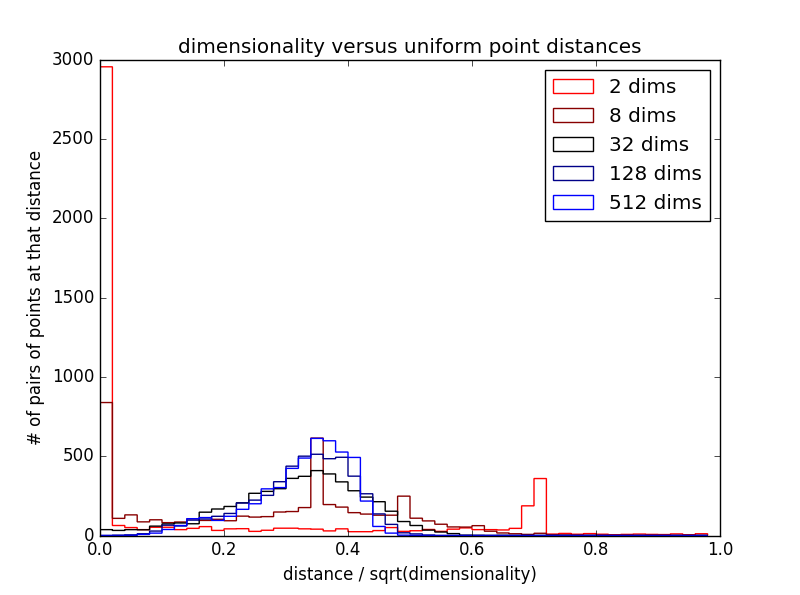 dimensionality versus uniform point distances
3000
2500
2000
1500
1000
500
0
# of pairs of points at that distance
2 dims
8 dims
32 dims
128 dims
512 dims
0.0 0.2 0.4 0.6 0.8 1.0
distance / sqrt(dimensionality)